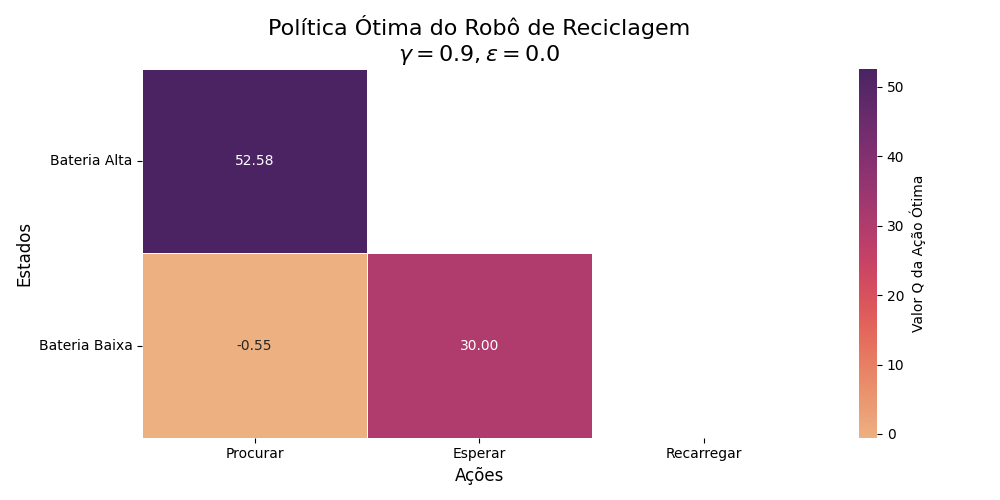 Política Ótima do Robô de Reciclagem
γ = 0.9, ε = 0.0
Estados
Bateria Alta
Bateria Baixa
52.58
-0.55
30.00
Procurar
Esperar
Recarregar
Ações
50
40
30
20
10
0
Valor Q da Ação Ótima